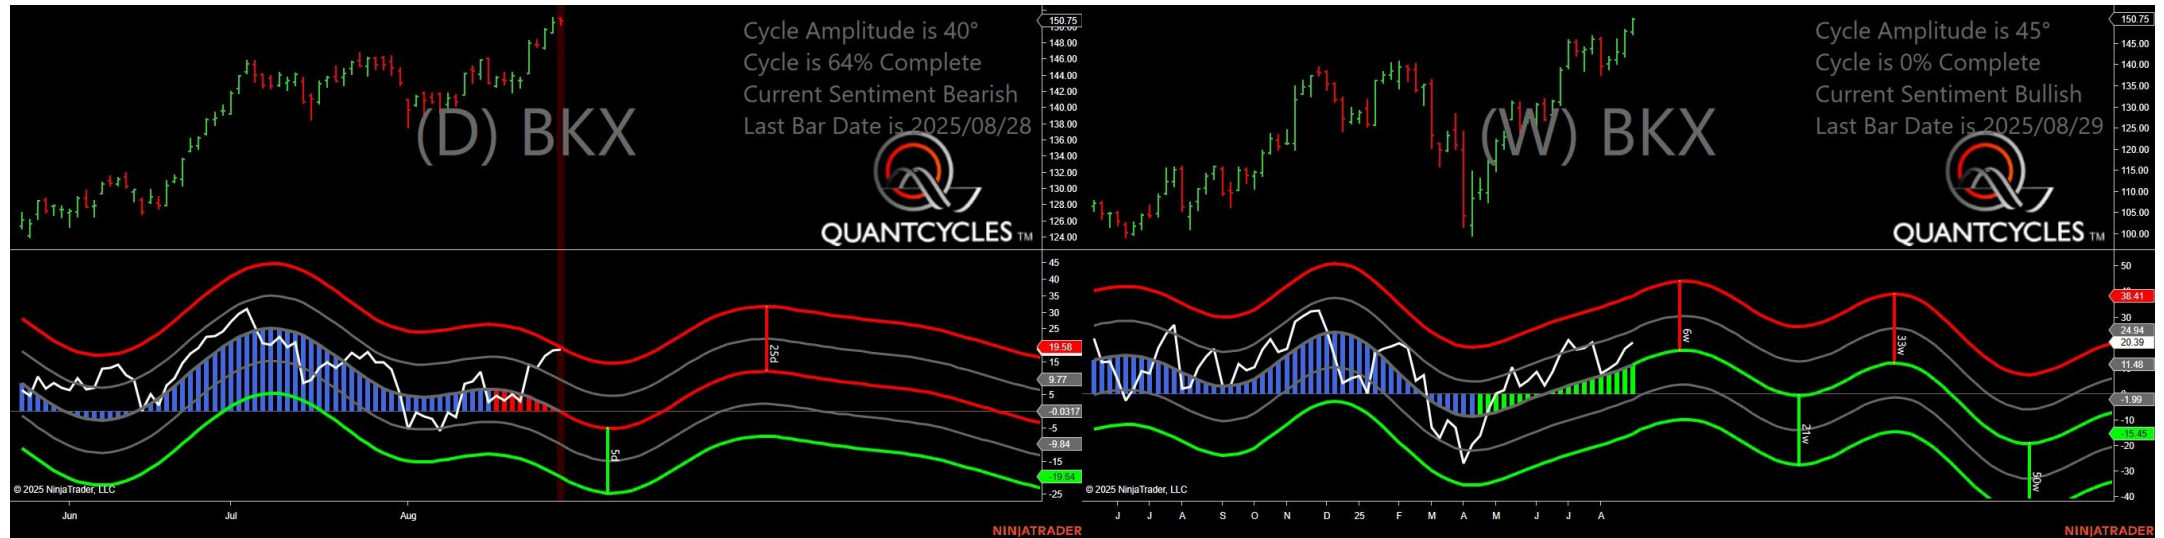 Cycle Amplitude is 40°
Cycle is 64% Complete
Current Sentiment Bearish
Last Bar Date is 2025/08/28
(D) BKX
QUANTCYCLES TM
150.75
148.00
146.00
144.00
142.00
140.00
138.00
136.00
134.00
132.00
130.00
128.00
126.00
124.00
45
40
35
30
25
19.58
15
9.77
5
-0.0317
-5
-9.84
-15
-19.64
-25
25d
5d
© 2025 NinjaTrader, LLC
Jun Jul Aug
NINJATRADER
Cycle Amplitude is 45°
Cycle is 0% Complete
Current Sentiment Bullish
Last Bar Date is 2025/08/29
(W) BKX
QUANTCYCLES TM
150.75
145.00
140.00
135.00
130.00
125.00
120.00
115.00
110.00
105.00
100.00
50
38.41
30
24.94
20.39
11.48
-1.99
-10
-15.45
-20
-30
-40
6w
33w
21w
50w
© 2025 NinjaTrader, LLC
J J A S O N D 25 F M A M J J A
NINJATRADER